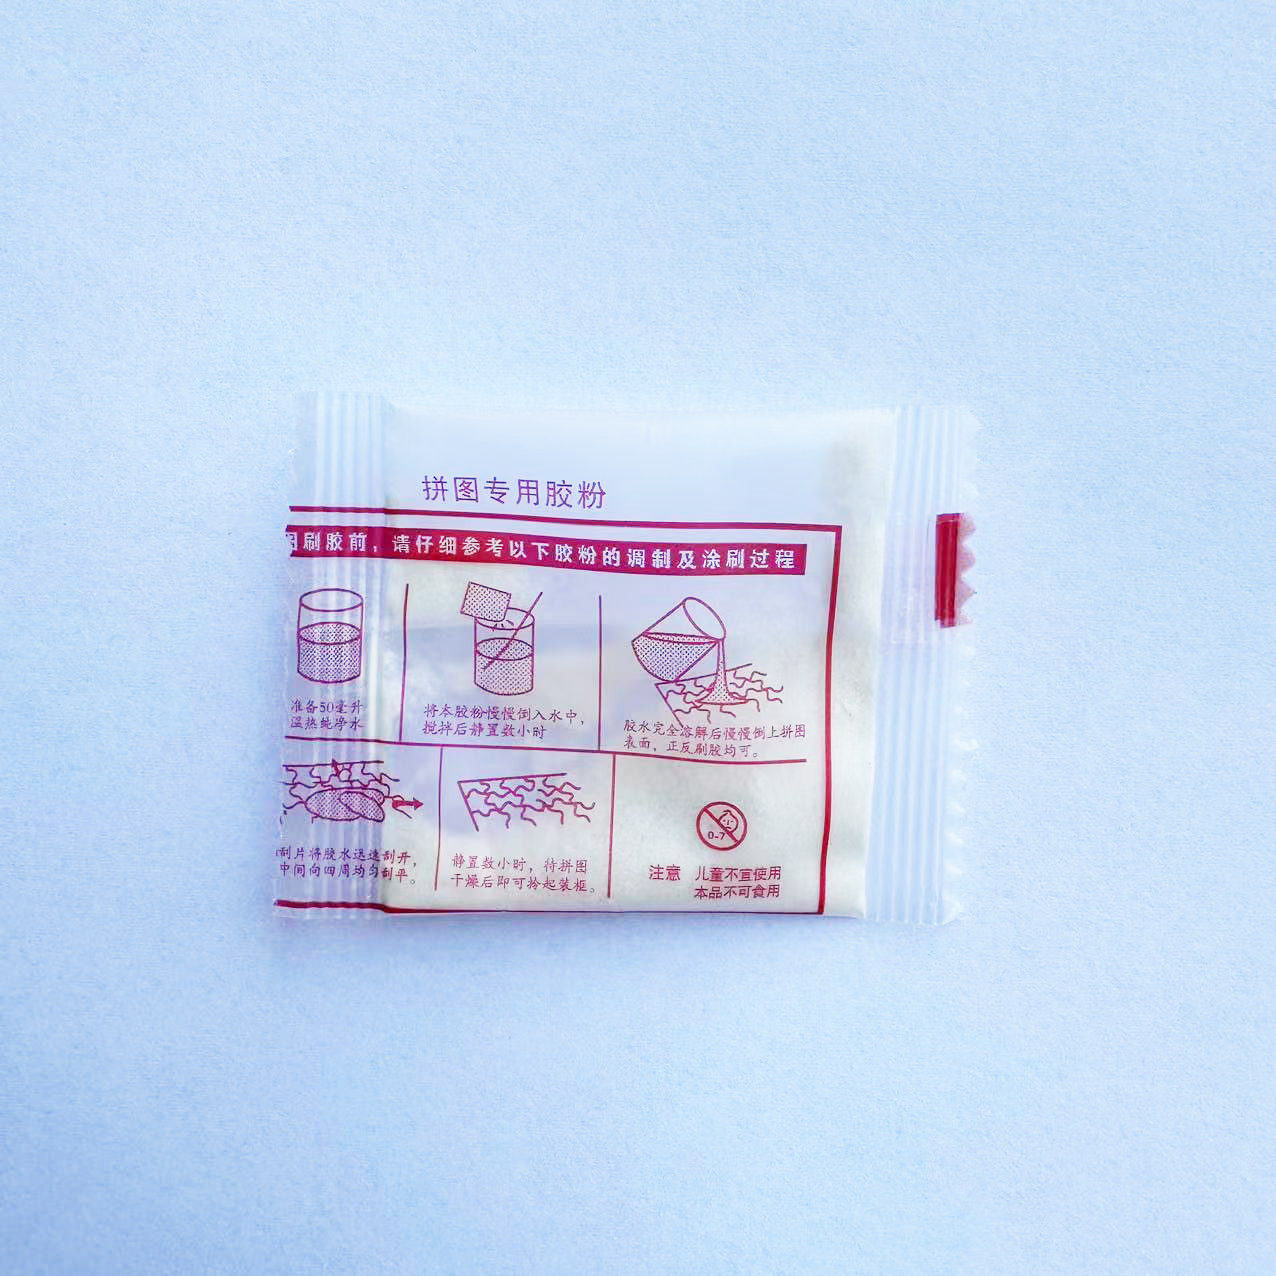 拼图专用胶粉
刷胶前，请仔细参考以下胶粉的调制及涂刷过程
准备50毫升
温热纯净水
将本胶粉慢慢倒入水中，
搅拌后静置数小时
胶水完全溶解后慢慢倒上拼图
表面，正反刷胶均可。
刮片将胶水迅速刮开，
中间向四周均匀刮平。
静置数小时，待拼图
干燥后即可拎起装框。
0-7
注意 儿童不宜使用
本品不可食用